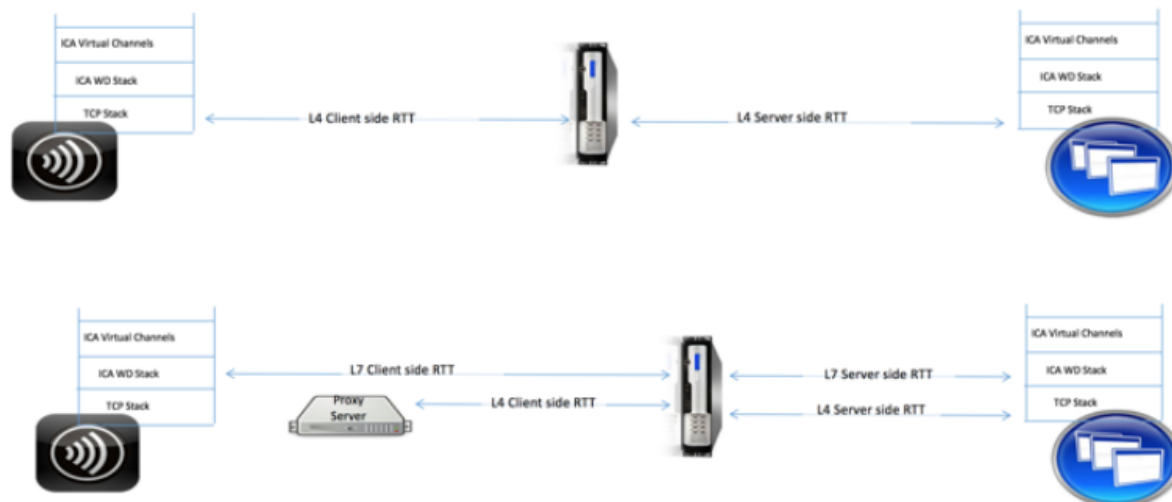 ICA Virtual Channels
ICA WD Stack
TCP Stack
L4 Client side RTT
L4 Server side RTT
ICA Virtual Channels
ICA WD Stack
TCP Stack
ICA Virtual Channels
ICA WD Stack
TCP Stack
L7 Client side RTT
L4 Client side RTT
Proxy
Server
L7 Server side RTT
L4 Server side RTT
ICA Virtual Channels
ICA WD Stack
TCP Stack